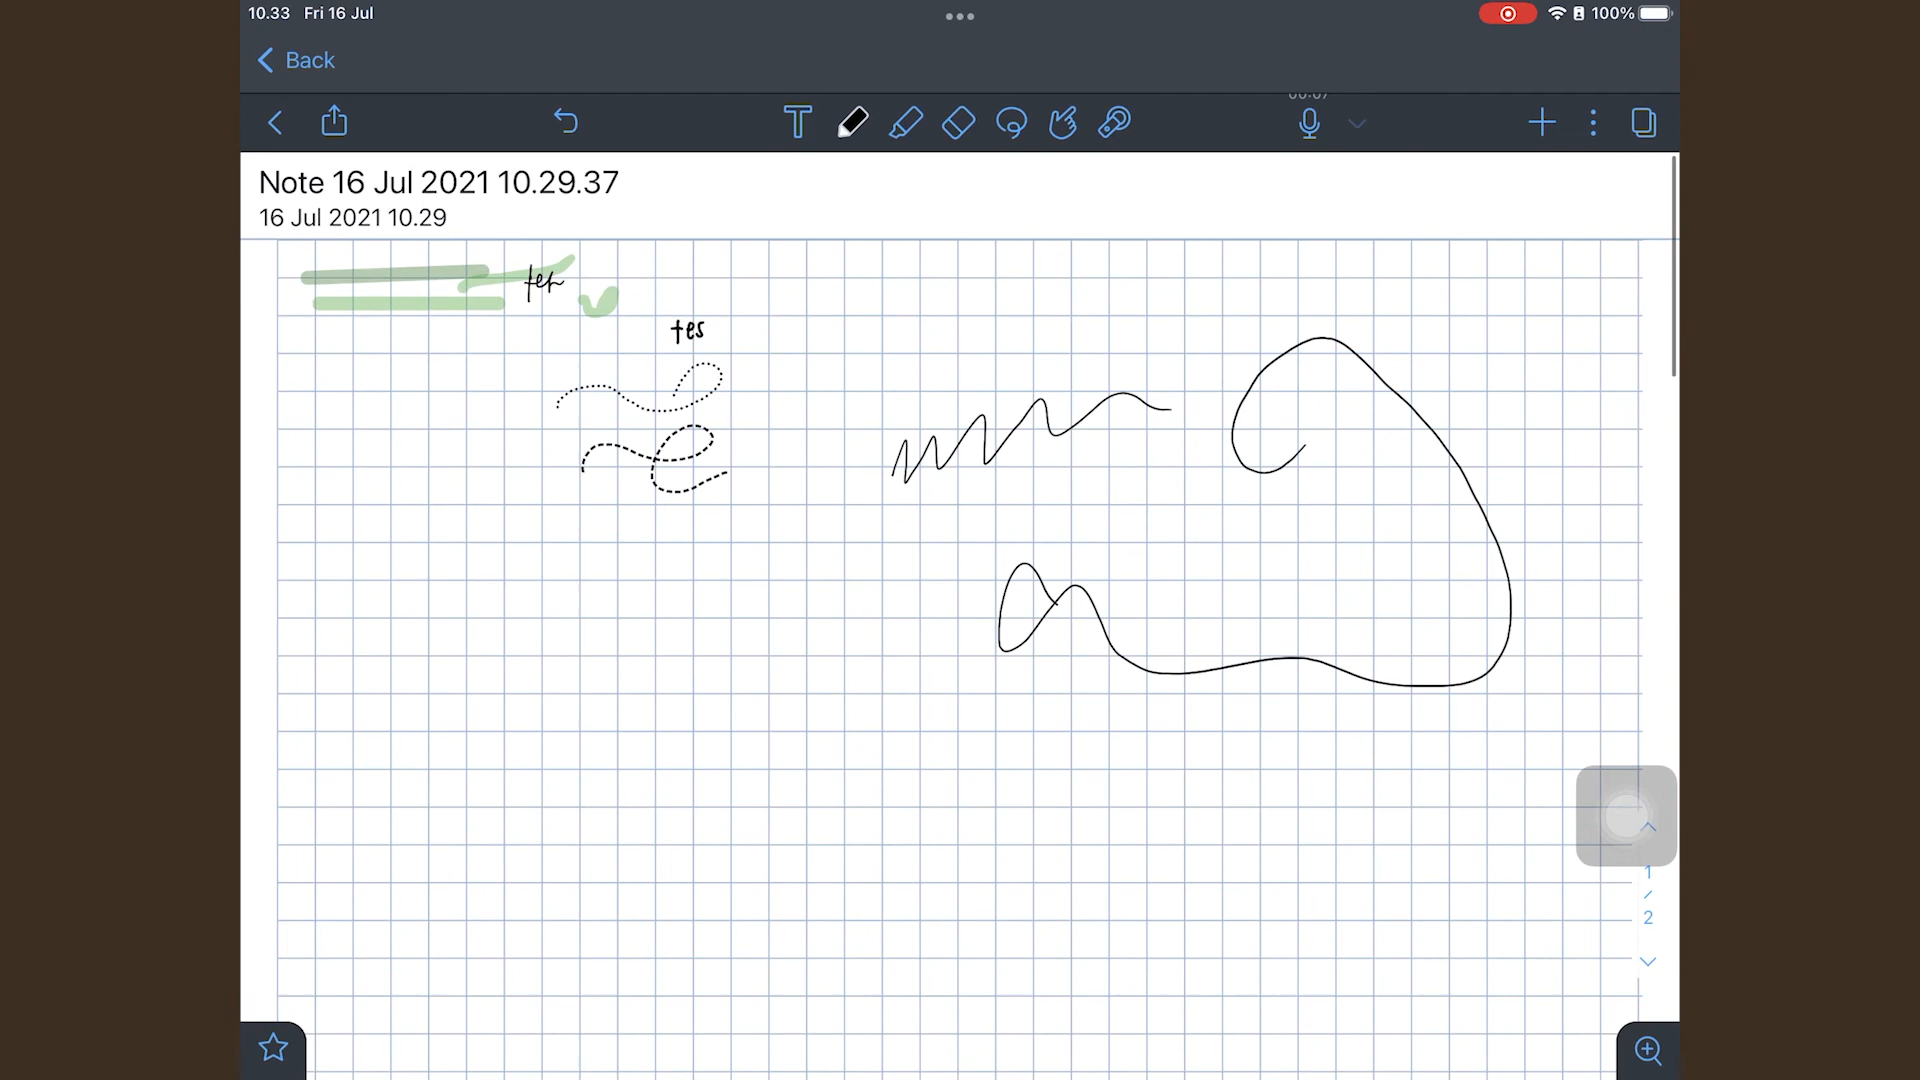 10.33 Fri 16 Jul
100%
Back
Note 16 Jul 2021 10.29.37
16 Jul 2021 10.29
tes
1
/
2